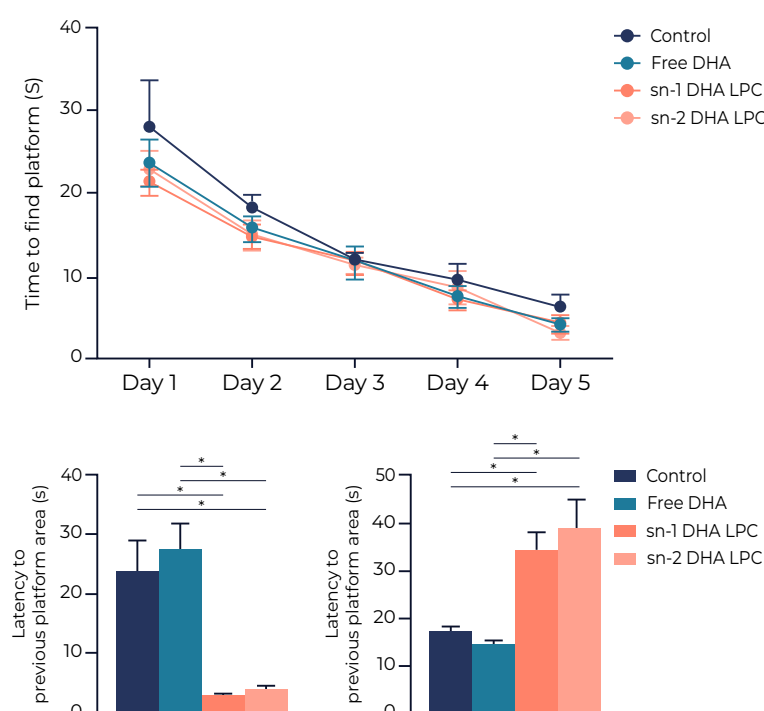 40
30
20
10
0
Time to find platform (S)
Day 1 Day 2 Day 3 Day 4 Day 5
Control
Free DHA
sn-1 DHA LPC
sn-2 DHA LPC
40
30
20
10
0
Latency to
previous platform area (s)
*
*
*
*
50
40
30
20
10
0
Latency to
previous platform area (s)
*
*
*
*
Control
Free DHA
sn-1 DHA LPC
sn-2 DHA LPC